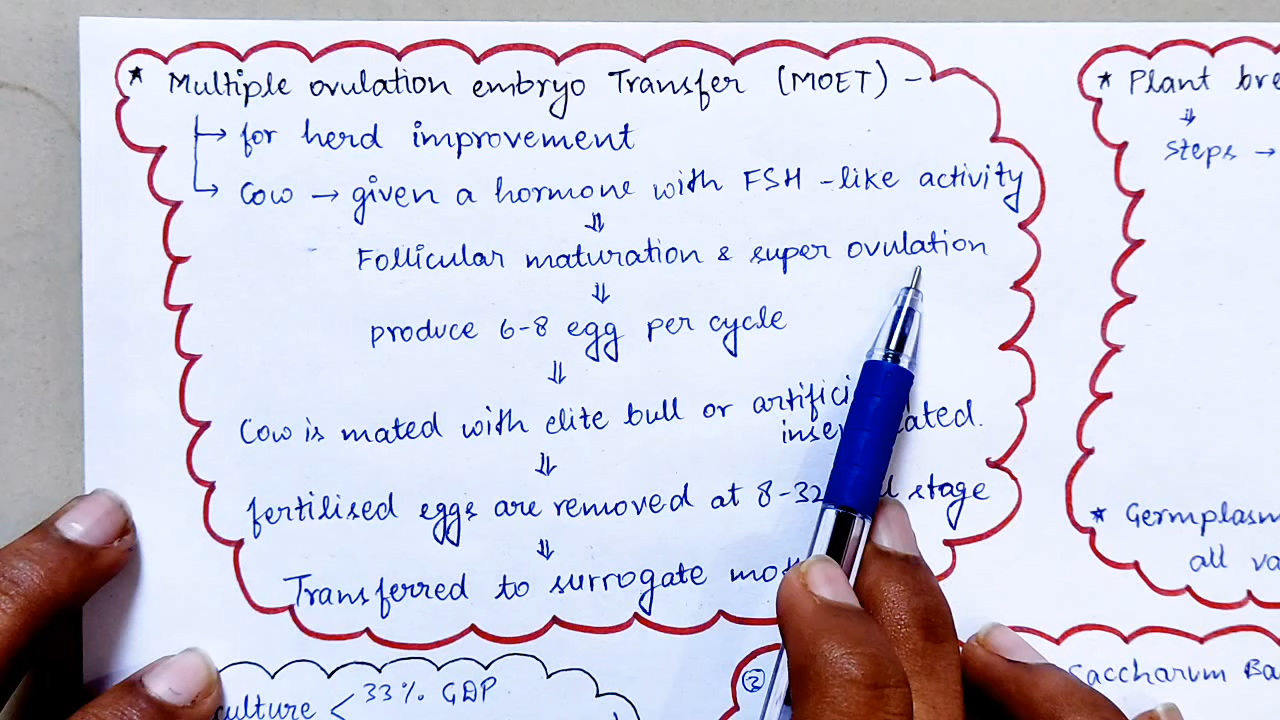 * Multiple ovulation embryo Transfer (MOET) -
→ for herd improvement
→ Cow → given a hormone with FSH -like activity
⇓
Follicular maturation & super ovulation
⇓
produce 6-8 egg per cycle
⇓
Cow is mated with elite bull or
⇓
fertilised eggs are removed at 8-32 stage
⇓
Transferred to surrogate
* Plant
⇓
steps →
* Germplasm
all
33% GDP
②
Saccharum